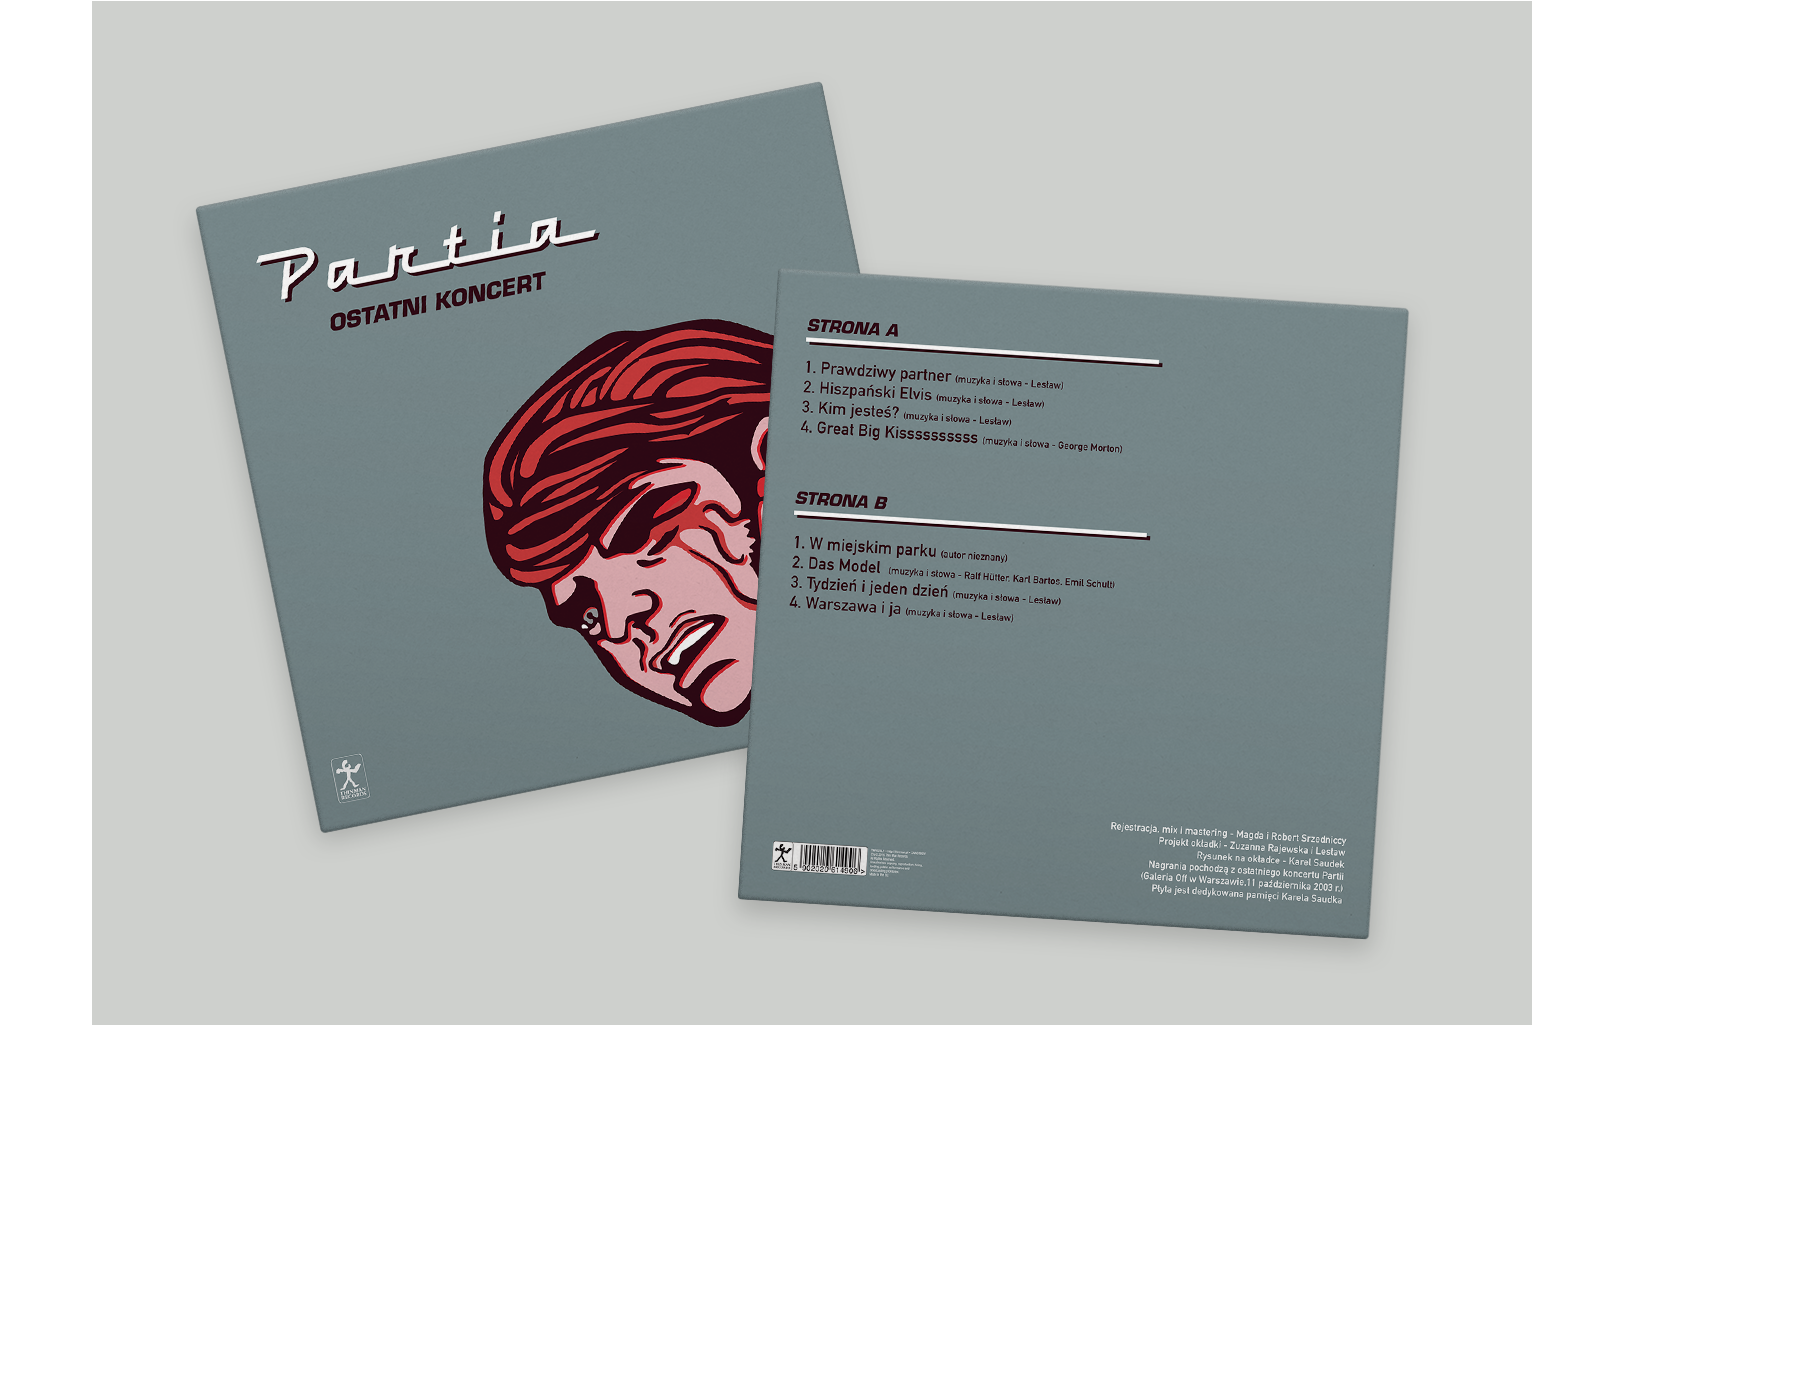 Partia
OSTATNI KONCERT
THINMAN
RECORDS
STRONA A
1. Prawdziwy partner (muzyka i słowa - Lesław)
2. Hiszpański Elvis (muzyka i słowa - Lesław)
3. Kim jesteś? (muzyka i słowa - Lesław)
4. Great Big Kissssssssss (muzyka i słowa - George Morton)
STRONA B
1. W miejskim parku (autor nieznany)
2. Das Model (muzyka i słowa - Ralf Hütter, Karl Bartos, Emil Schult)
3. Tydzień i jeden dzień (muzyka i słowa - Lesław)
4. Warszawa i ja (muzyka i słowa - Lesław)
Rejestracja, mix i mastering - Magda i Robert Srzedniccy
Projekt okładki - Zuzanna Rajewska i Lesław
Rysunek na okładce - Karel Saudek
Nagrania pochodzą z ostatniego koncertu Partii
(Galeria Off w Warszawie,11 października 2003 r.)
Płyta jest dedykowana pamięci Karela Saudka